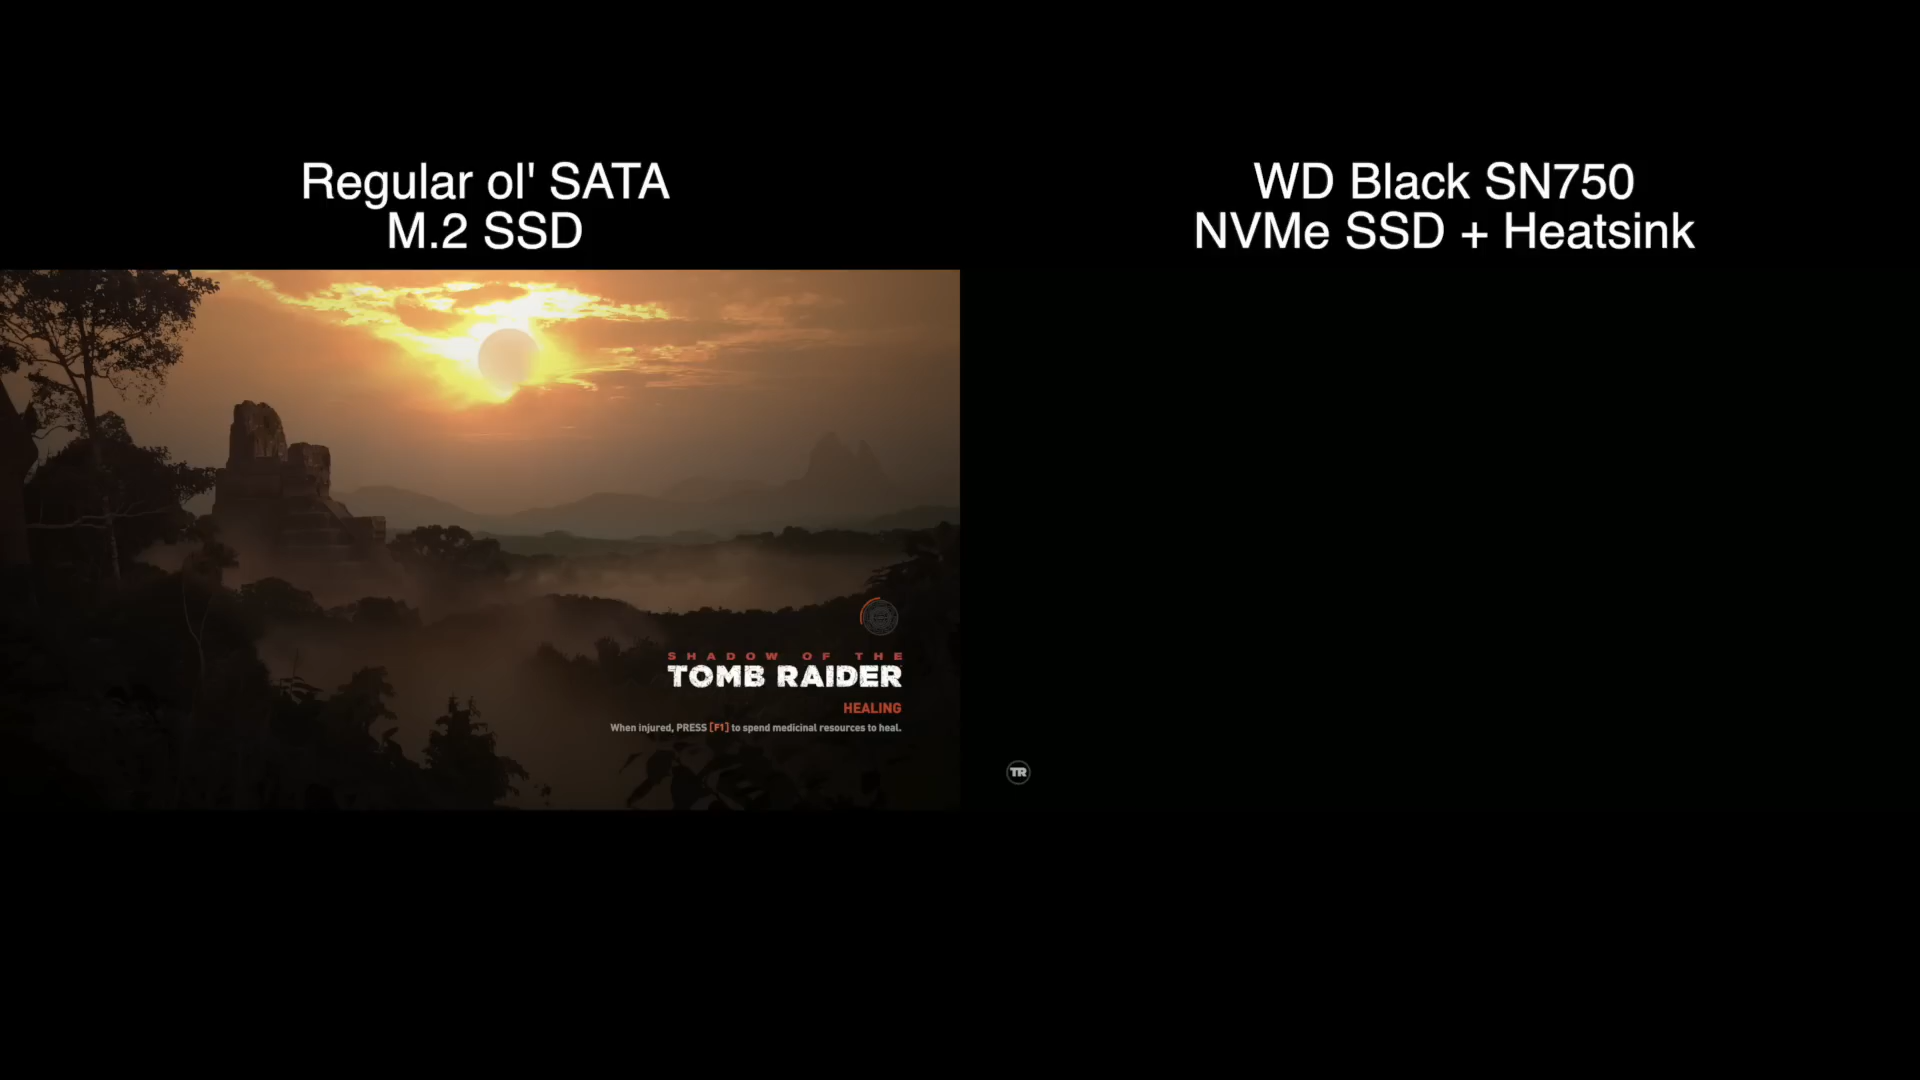 Regular ol' SATA
M.2 SSD
WD Black SN750
NVMe SSD + Heatsink
SHADOW OF THE
TOMB RAIDER
HEALING
When injured, PRESS [F1] to spend medicinal resources to heal.
TR